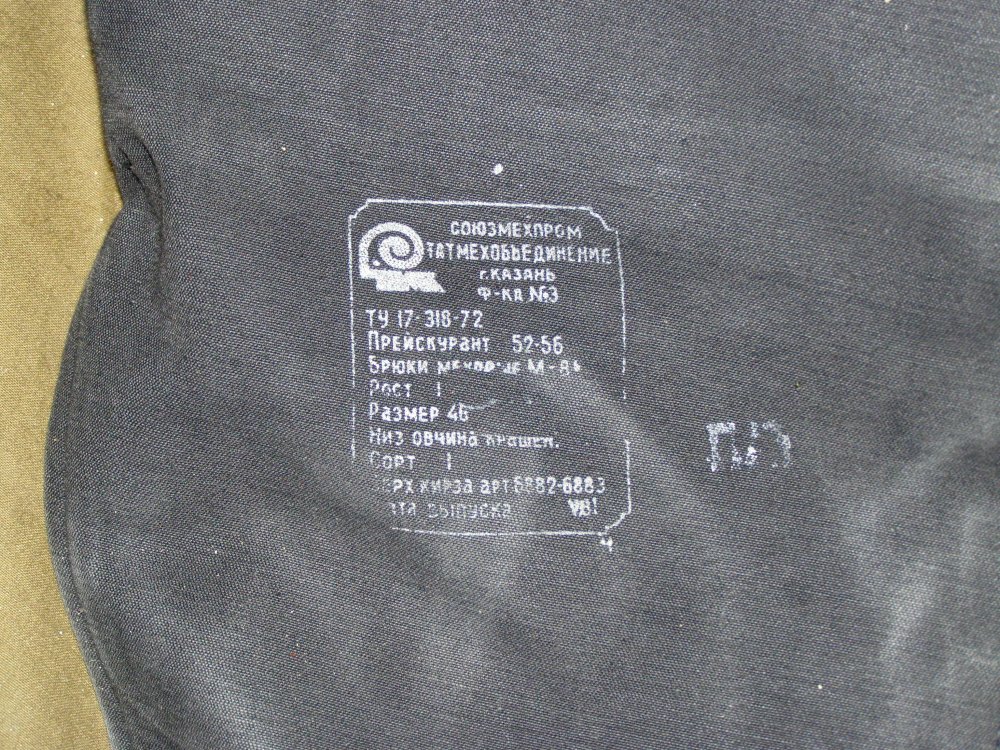 СОЮЗМЕХПРОМ
ТАТМЕХОБЪЕДИНЕНИЕ
г.КАЗАНЬ
Ф-КА №3
ТУ 17-318-72
Прейскурант 52-56
Брюки М-
Рост 1
Размер 46
Низ овчина крашен.
Сорт 1
кирза арт 6882-6883
выпуска
ч